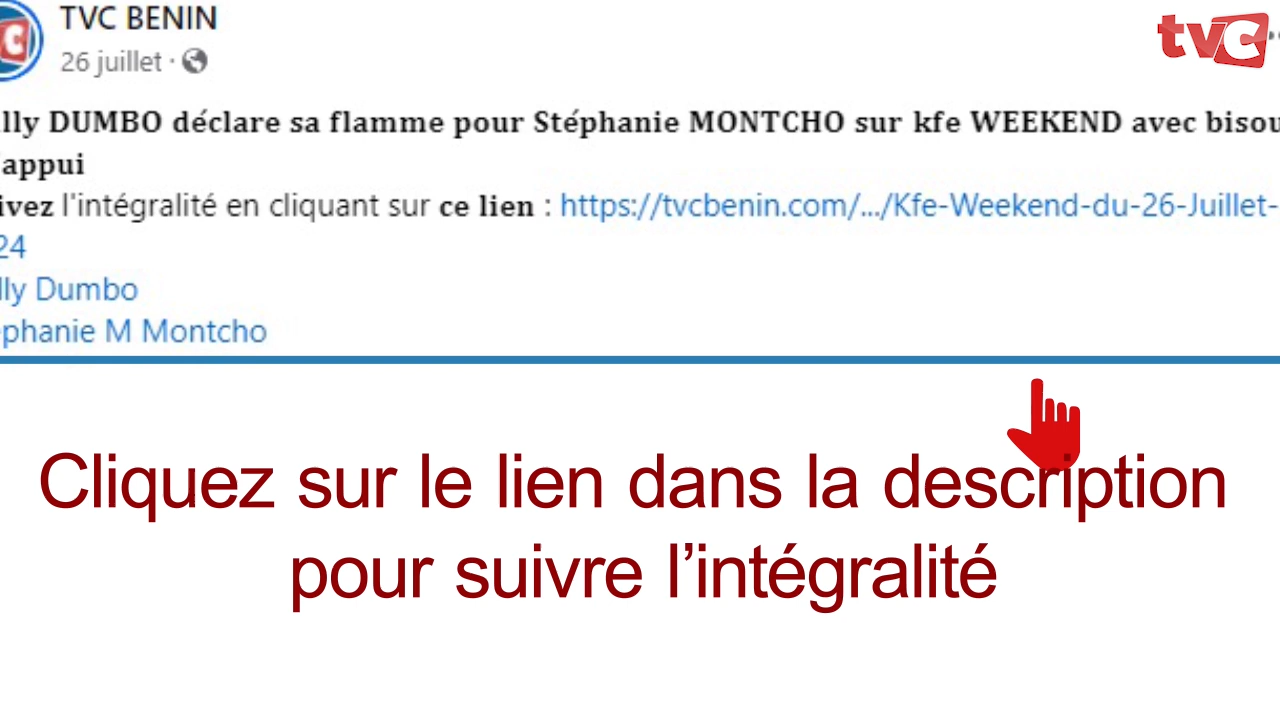 TVC BENIN
tvc
26 juillet ·
lly DUMBO déclare sa flamme pour Stéphanie MONTCHO sur kfe WEEKEND avec bisou
'appui
ivez l'intégralité en cliquant sur ce lien : https://tvcbenin.com/.../Kfe-Weekend-du-26-Juillet-
24
lly Dumbo
phanie M Montcho
Cliquez sur le lien dans la description
pour suivre l’intégralité